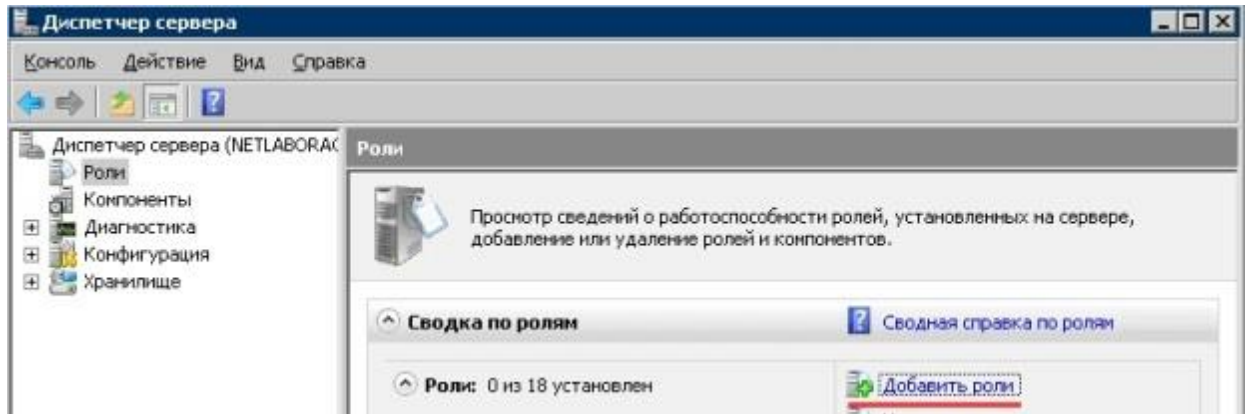 Диспетчер сервера
Консоль Действие Вид Справка
Диспетчер сервера (NETLABORAC
Роли
Компоненты
Диагностика
Конфигурация
Хранилище
Роли
Просмотр сведений о работоспособности ролей, установленных на сервере,
добавление или удаление ролей и компонентов.
Сводка по ролям
Сводная справка по ролям
Роли: 0 из 18 установлен
Добавить роли